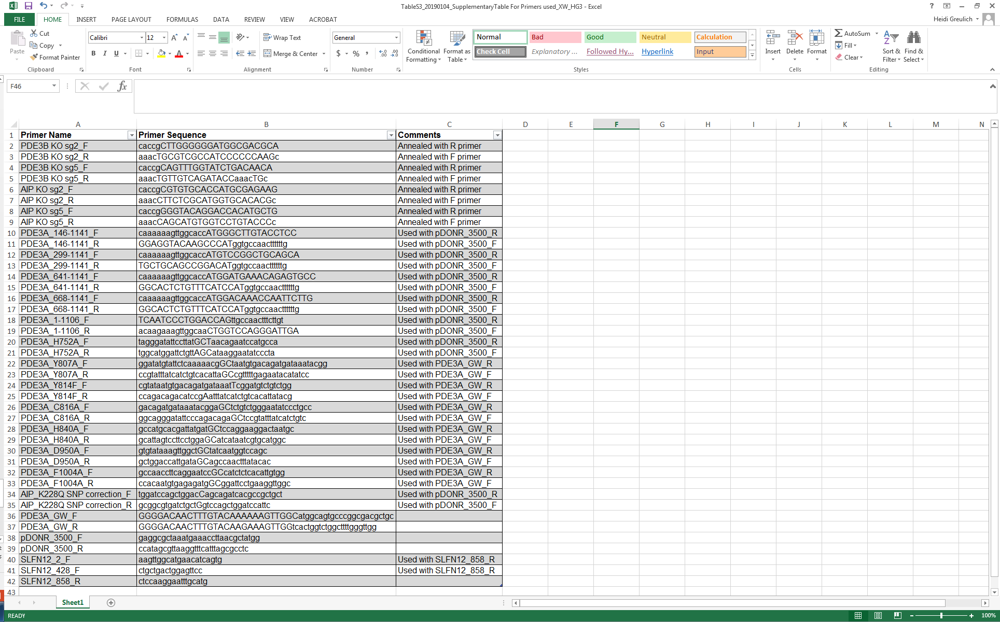 TableS3_20190104_SupplementaryTable For Primers used_XW_HG3 - Excel
FILE HOME INSERT PAGE LAYOUT FORMULAS DATA REVIEW VIEW ACROBAT Heidi Greulich
Paste Cut Copy Format Painter Clipboard
Calibri 12 B I U A A A Font
Wrap Text Merge & Center Alignment
General $ % , Number
Conditional Formatting Format as Table
Normal Bad Good Neutral Calculation
Check Cell Explanatory ... Followed Hy... Hyperlink Input
Styles
Insert Delete Format Cells
AutoSum Fill Clear Sort & Filter Find & Select Editing
F46 fx
A B C D E F G H I J K L M N
1 Primer Name Primer Sequence Comments
2 PDE3B KO sg2_F caccgCTTGGGGGGATGGCGACGCA Annealed with R primer
3 PDE3B KO sg2_R aaacTGCGTCGCCATCCCCCCAAGc Annealed with F primer
4 PDE3B KO sg5_F caccgCAGTTTGGTATCTGACAACA Annealed with R primer
5 PDE3B KO sg5_R aaacTGTTGTCAGATACCaaacTGc Annealed with F primer
6 AIP KO sg2_F caccgCGTGTGCACCATGCGAGAAG Annealed with R primer
7 AIP KO sg2_R aaacCTTCTCGCATGGTGCACACGc Annealed with F primer
8 AIP KO sg5_F caccgGGGTACAGGACCACATGCTG Annealed with R primer
9 AIP KO sg5_R aaacCAGCATGTGGTCCTGTACCCc Annealed with F primer
10 PDE3A_146-1141_F caaaaaagttggcaccATGGGCTTGTACCTCC Used with pDONR_3500_R
11 PDE3A_146-1141_R GGAGGTACAAGCCCATggtgccaacttttttg Used with pDONR_3500_F
12 PDE3A_299-1141_F caaaaaagttggcaccATGTCCGGCTGCAGCA Used with pDONR_3500_R
13 PDE3A_299-1141_R TGCTGCAGCCGGACATggtgccaacttttttg Used with pDONR_3500_F
14 PDE3A_641-1141_F caaaaaagttggcaccATGGATGAAACAGAGTGCC Used with pDONR_3500_R
15 PDE3A_641-1141_R GGCACTCTGTTTCATCCATggtgccaacttttttg Used with pDONR_3500_F
16 PDE3A_668-1141_F caaaaaagttggcaccATGGACAAACCAATTCTTG Used with pDONR_3500_R
17 PDE3A_668-1141_R GGCACTCTGTTTCATCCATggtgccaacttttttg Used with pDONR_3500_F
18 PDE3A_1-1106_F TCAATCCCTGGACCAGttgccaactttcttgt Used with pDONR_3500_R
19 PDE3A_1-1106_R acaagaaagttggcaaCTGGTCCAGGGATTGA Used with pDONR_3500_F
20 PDE3A_H752A_F tagggatattccttatGCTaacagaatccatgcca Used with pDONR_3500_R
21 PDE3A_H752A_R tggcatggattctgttAGCataaggaatatcccta Used with pDONR_3500_F
22 PDE3A_Y807A_F ggatatgtattctcaaaaacgGCtaatgtgacagatgataaatacgg Used with PDE3A_GW_R
23 PDE3A_Y807A_R ccgtatttatcatctgtcacattaGCcgtttttgagaatacatatcc Used with PDE3A_GW_F
24 PDE3A_Y814F_F cgtataatgtgacagatgataaatTcggatgtctgtctgg Used with PDE3A_GW_R
25 PDE3A_Y814F_R ccagacagacatccgAatttatcatctgtcacattatacg Used with PDE3A_GW_F
26 PDE3A_C816A_F gacagatgataaatacggaGCtctgtctgggaatatccctgcc Used with PDE3A_GW_R
27 PDE3A_C816A_R ggcagggatattcccagacagaGCtccgtatttatcatctgtc Used with PDE3A_GW_F
28 PDE3A_H840A_F gccatgcacgattatgatGCtccaggaaggactaatgc Used with PDE3A_GW_R
29 PDE3A_H840A_R gcattagtccttcctggaGCatcataatcgtgcatggc Used with PDE3A_GW_F
30 PDE3A_D950A_F gtgtataaagttggctGCtatcaatggtccagc Used with PDE3A_GW_R
31 PDE3A_D950A_R gctggaccattgataGCagccaactttatacac Used with PDE3A_GW_F
32 PDE3A_F1004A_F gccaaccttcaggaatccGCcatctctcacattgtgg Used with PDE3A_GW_R
33 PDE3A_F1004A_R ccacaatgtgagagatgGCggattcctgaaggttggc Used with PDE3A_GW_F
34 AIP_K228Q SNP correction_F tggatccagctggacCagcagatcacgccgctgct Used with pDONR_3500_R
35 AIP_K228Q SNP correction_R gcggcgtgatctgctGgtccagctggatccattc Used with pDONR_3500_F
36 PDE3A_GW_F GGGGACAACTTTGTACAAAAAAGTTGGCatggcagtgcccggcgacgctgc
37 PDE3A_GW_R GGGGACAACTTTGTACAAGAAAGTTGGtcactggtctggcttttgggttgg
38 pDONR_3500_F gaggcgctaaatgaaaccttaacgctatgg
39 pDONR_3500_R ccatagcgttaaggtttcatttagcgcctc
40 SLFN12_2_F aagttggcatgaacatcagtg Used with SLFN12_858_R
41 SLFN12_428_F ctgctgactggagttcc Used with SLFN12_858_R
42 SLFN12_858_R ctccaaggaatttgcatg
43
Sheet1
READY 100%